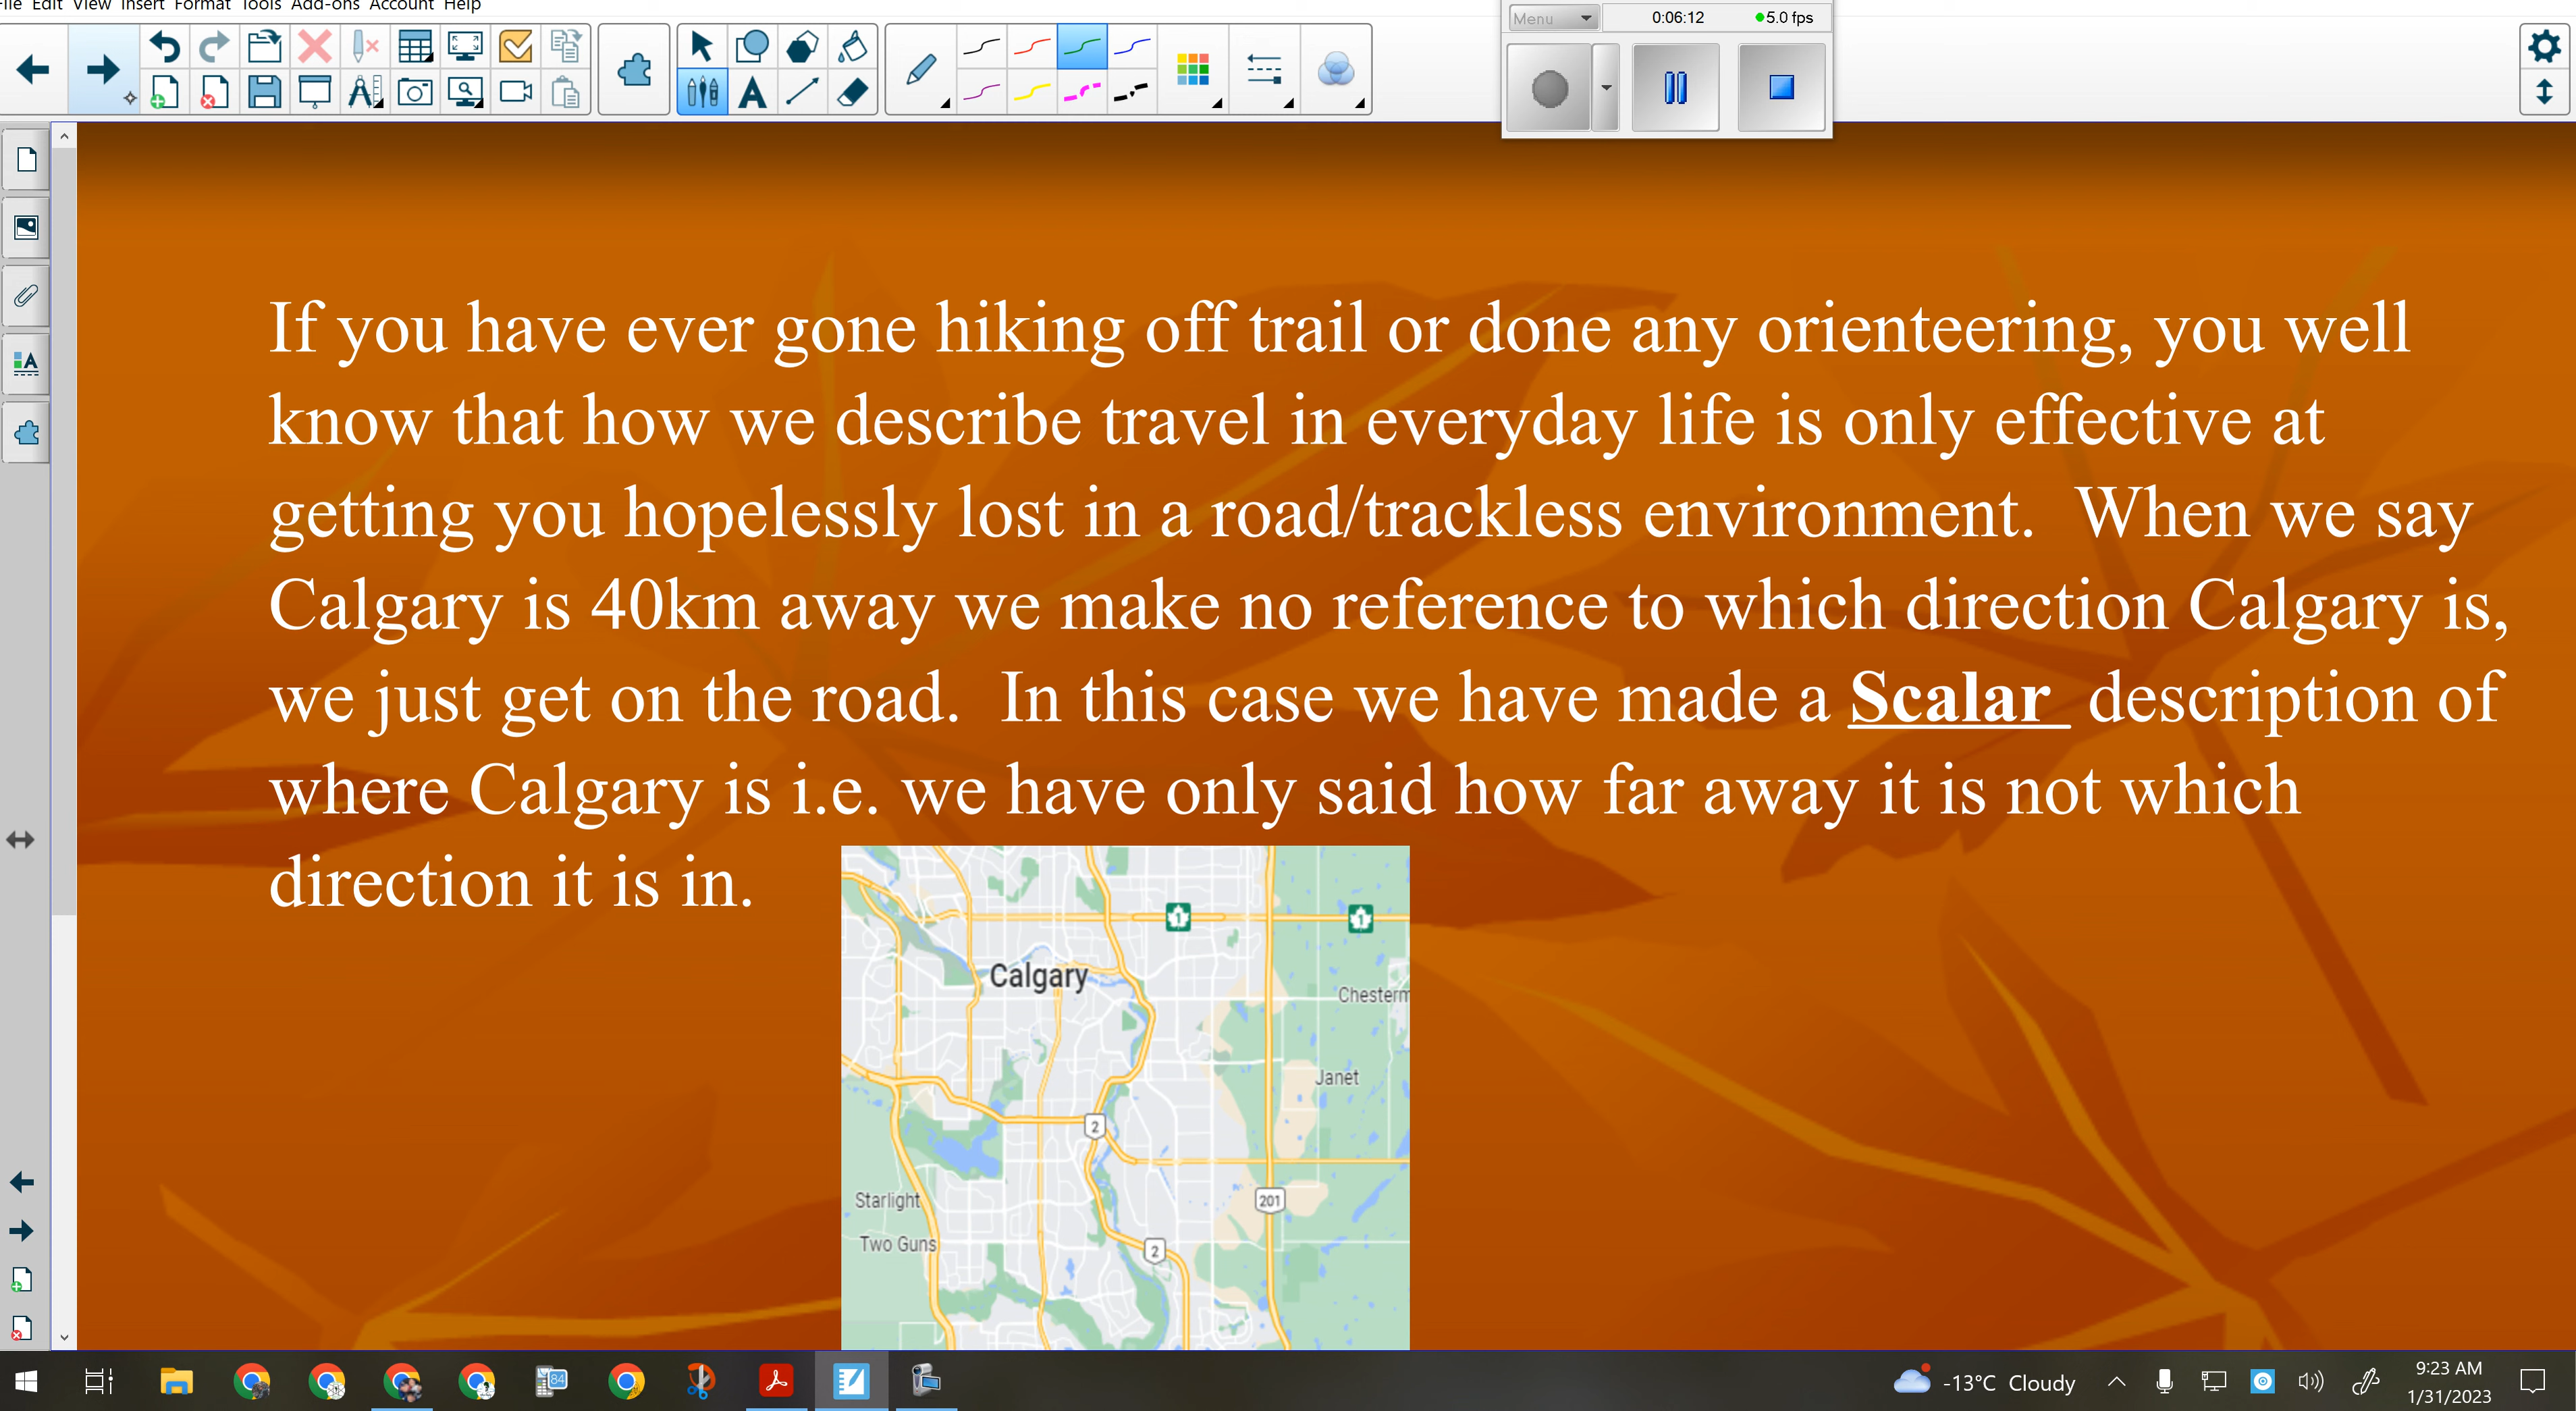 File Edit View Insert Format Tools Add-ons Account Help
Menu
0:06:12
5.0 fps
If you have ever gone hiking off trail or done any orienteering, you well
know that how we describe travel in everyday life is only effective at
getting you hopelessly lost in a road/trackless environment.  When we say
Calgary is 40km away we make no reference to which direction Calgary is,
we just get on the road.  In this case we have made a Scalar  description of
where Calgary is i.e. we have only said how far away it is not which
direction it is in.
1
1
Calgary
Chesterm
Janet
2
Starlight
201
Two Guns
2
84
-13°C Cloudy
9:23 AM
1/31/2023